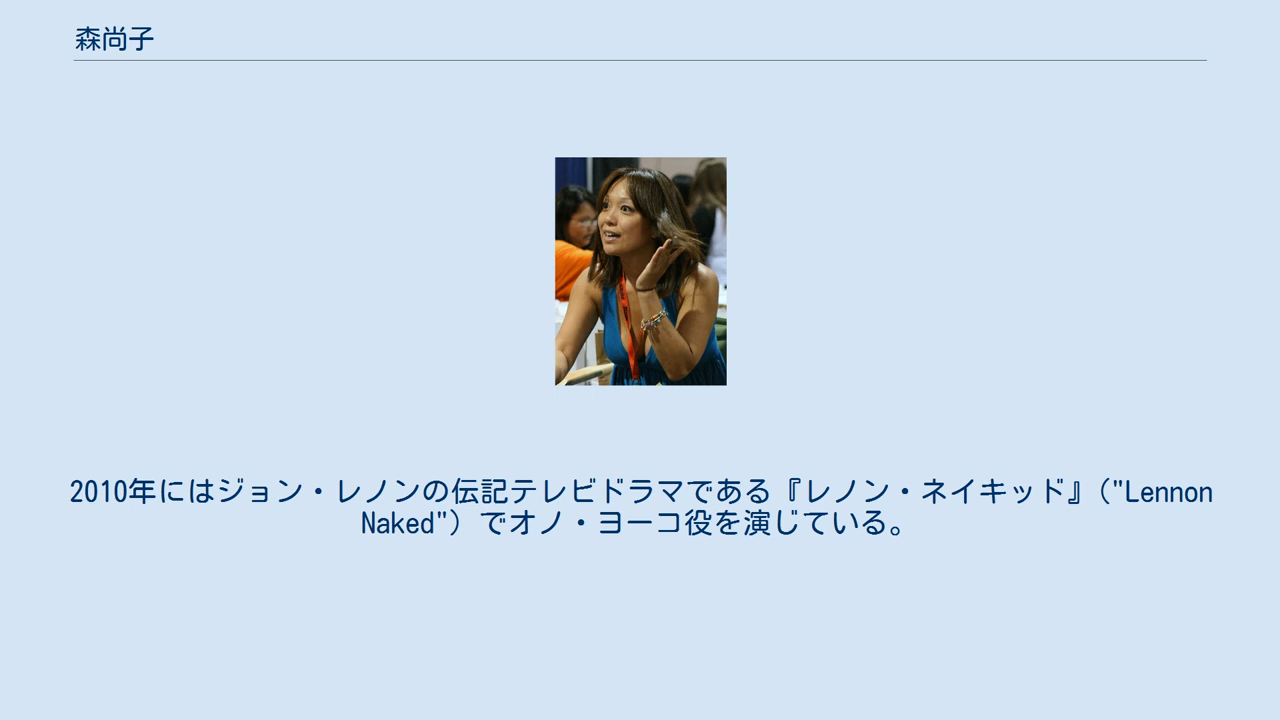 森尚子
2010年にはジョン・レノンの伝記テレビドラマである『レノン・ネイキッド』（"Lennon
Naked"）でオノ・ヨーコ役を演じている。